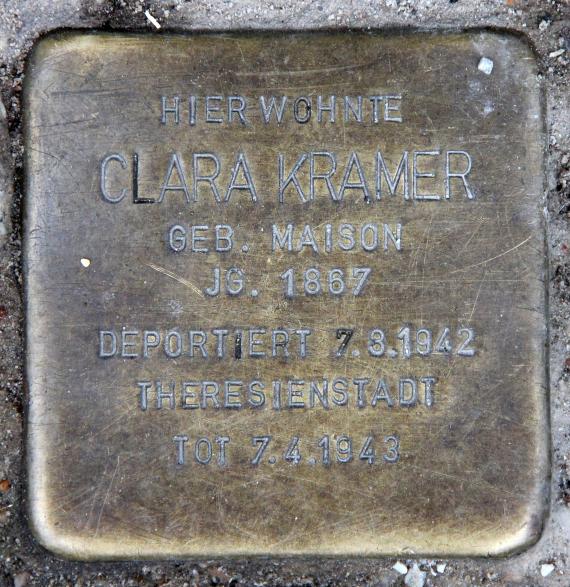 HIER WOHNTE
CLARA KRAMER
GEB. MAISON
JG. 1867
DEPORTIERT 7.8.1942
THERESIENSTADT
TOT 7.4.1943